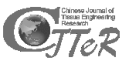 Chinese Journal of
Tissue Engineering
Research
CJTER